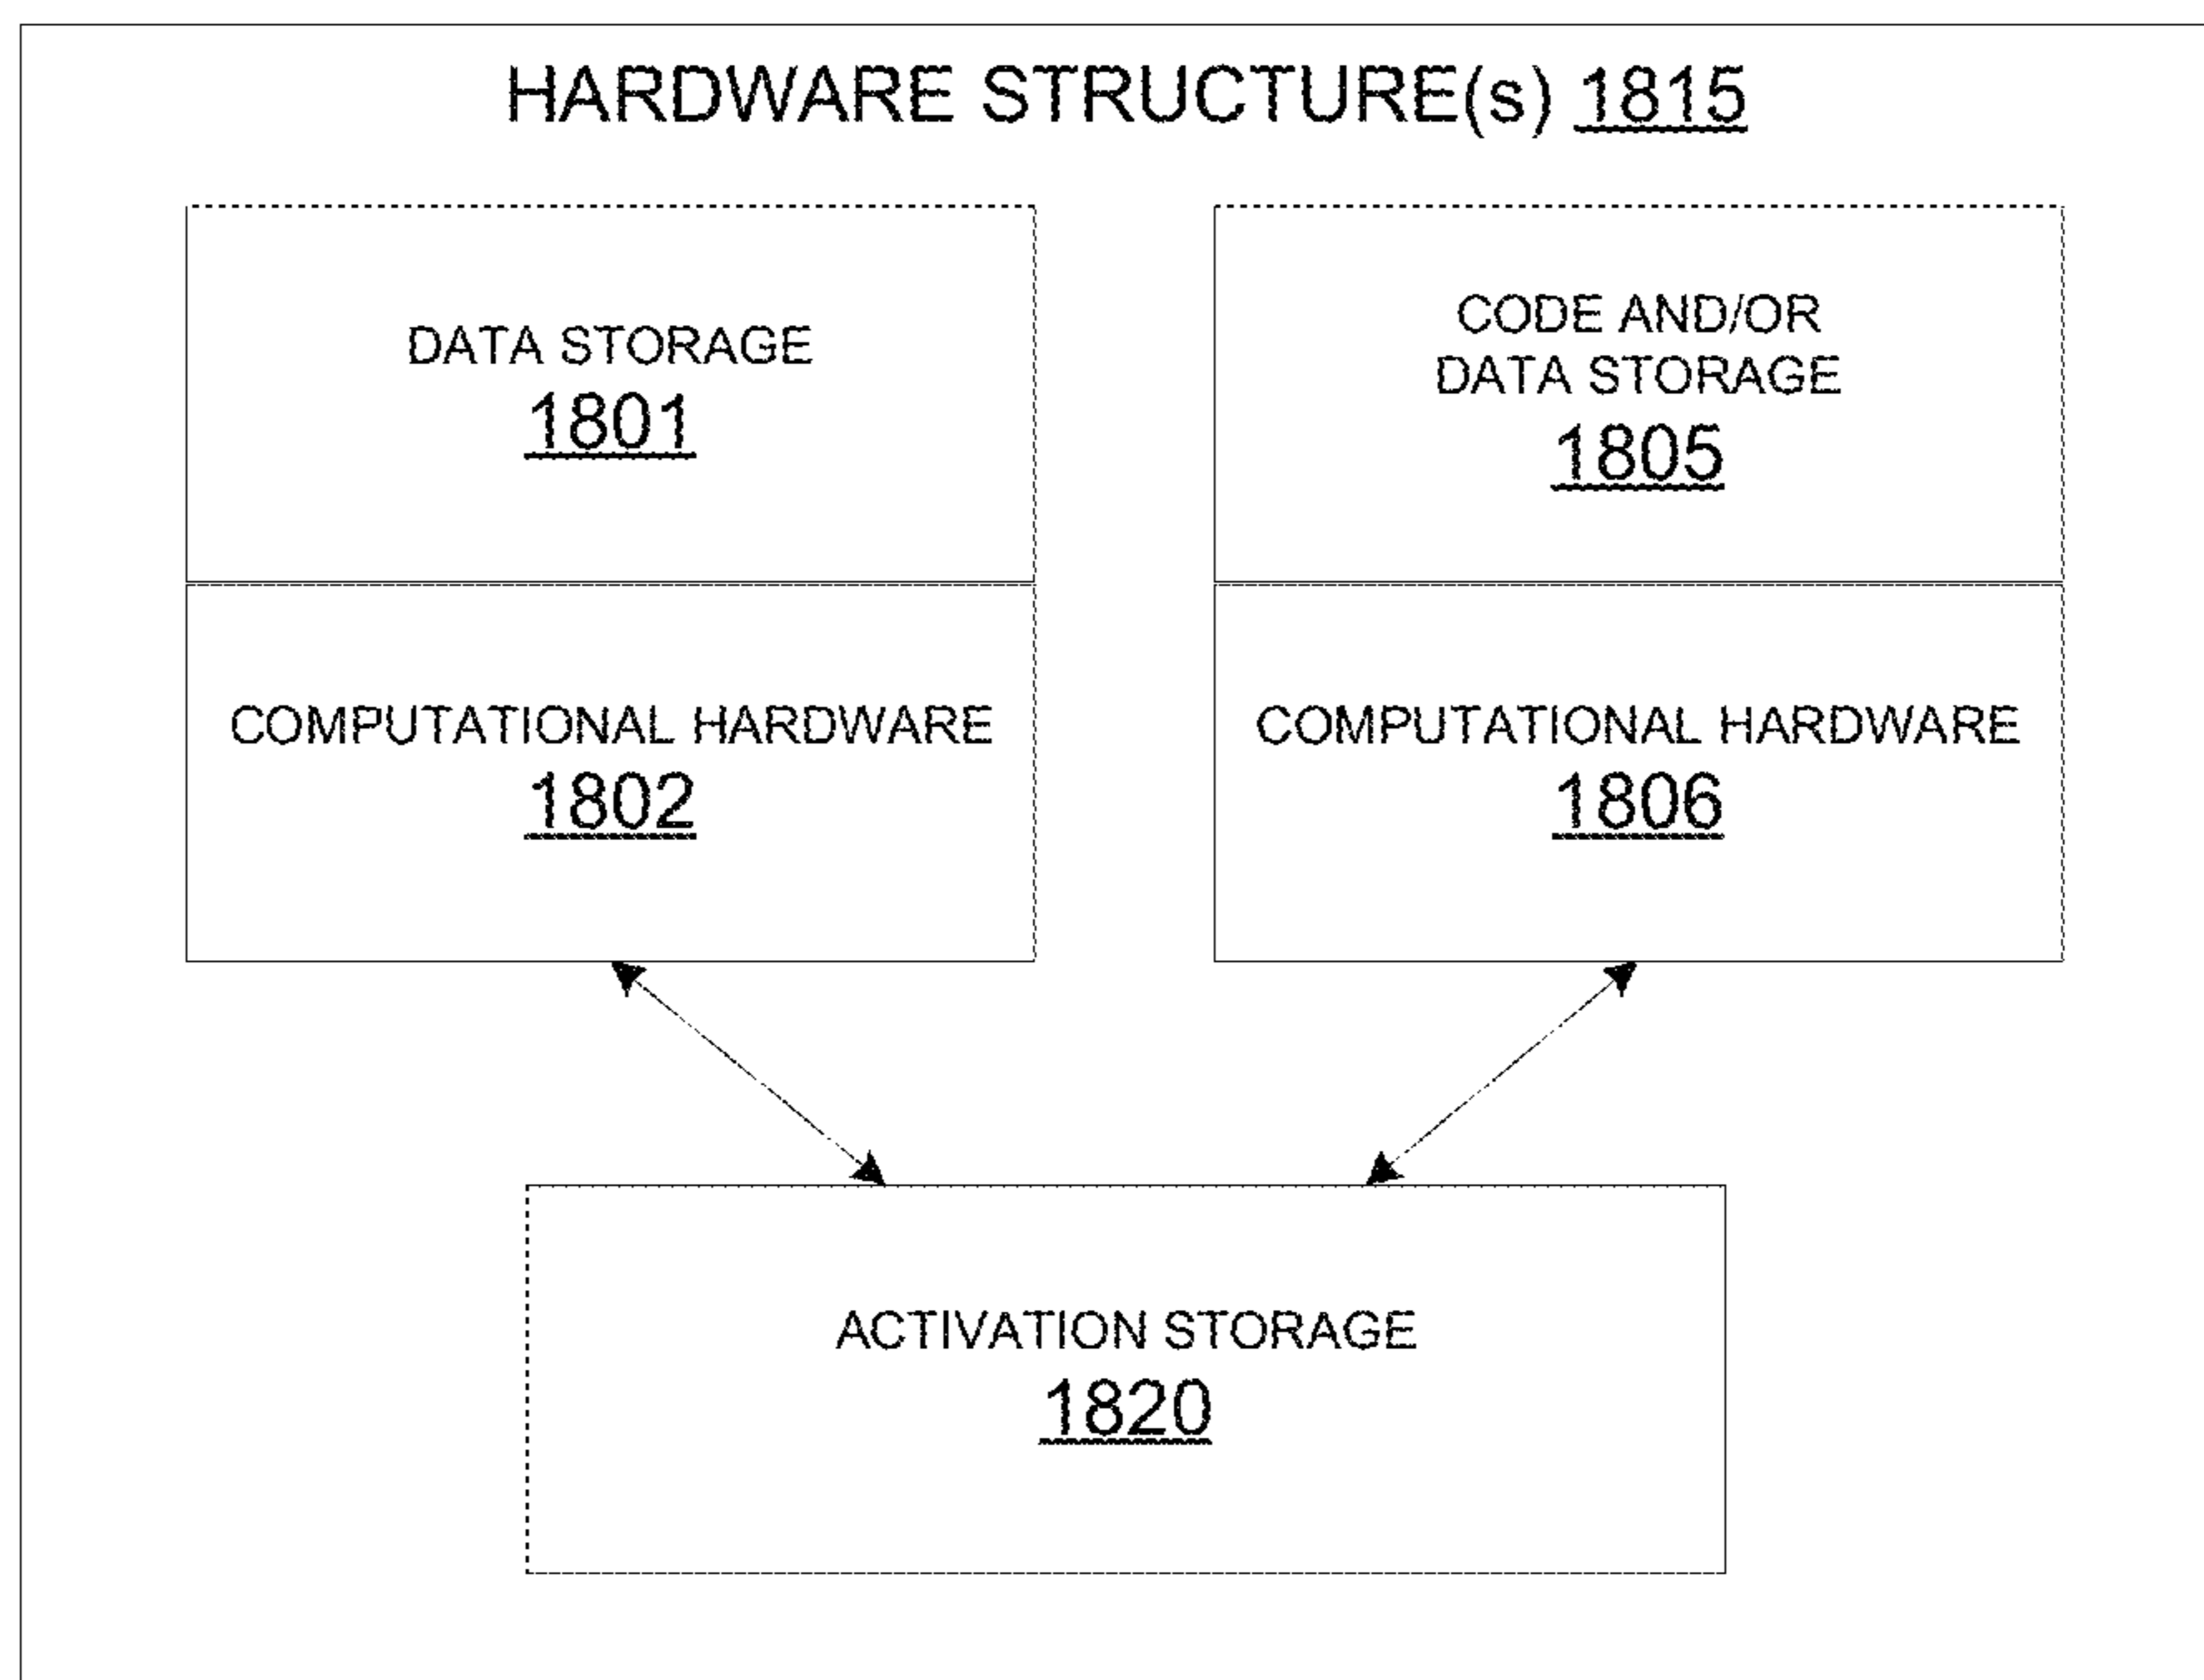 HARDWARE STRUCTURE(s) 1815
DATA STORAGE
1801
CODE AND/OR
DATA STORAGE
1805
COMPUTATIONAL HARDWARE
1802
COMPUTATIONAL HARDWARE
1806
ACTIVATION STORAGE
1820